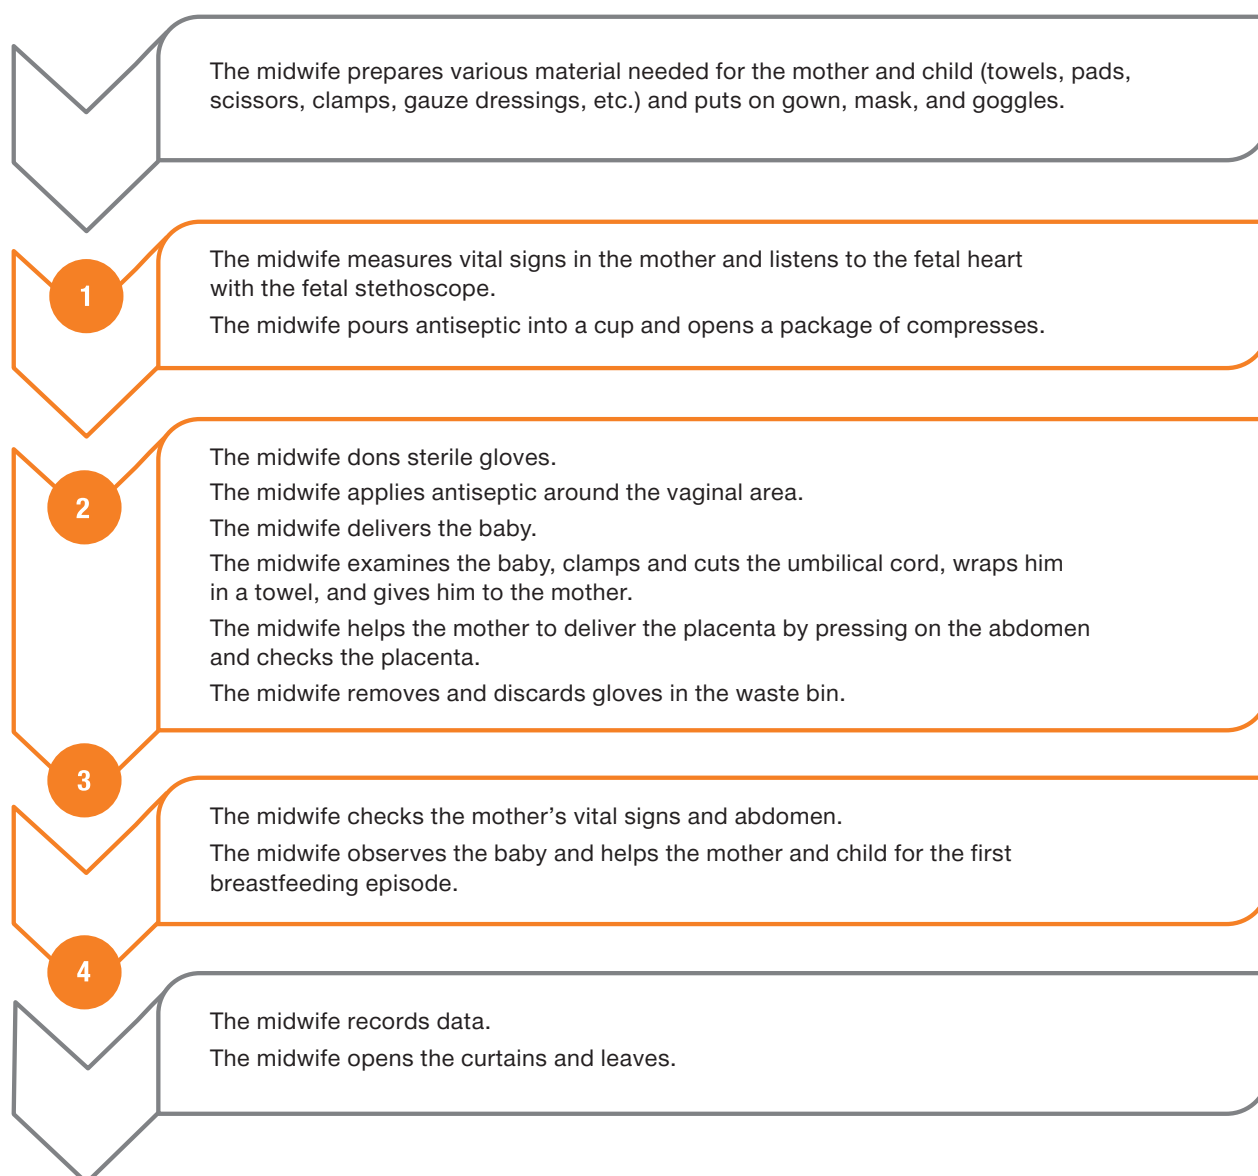 The midwife prepares various material needed for the mother and child (towels, pads,
scissors, clamps, gauze dressings, etc.) and puts on gown, mask, and goggles.
1
The midwife measures vital signs in the mother and listens to the fetal heart
with the fetal stethoscope.
The midwife pours antiseptic into a cup and opens a package of compresses.
2
The midwife dons sterile gloves.
The midwife applies antiseptic around the vaginal area.
The midwife delivers the baby.
The midwife examines the baby, clamps and cuts the umbilical cord, wraps him
in a towel, and gives him to the mother.
The midwife helps the mother to deliver the placenta by pressing on the abdomen
and checks the placenta.
The midwife removes and discards gloves in the waste bin.
3
The midwife checks the mother’s vital signs and abdomen.
The midwife observes the baby and helps the mother and child for the first
breastfeeding episode.
4
The midwife records data.
The midwife opens the curtains and leaves.